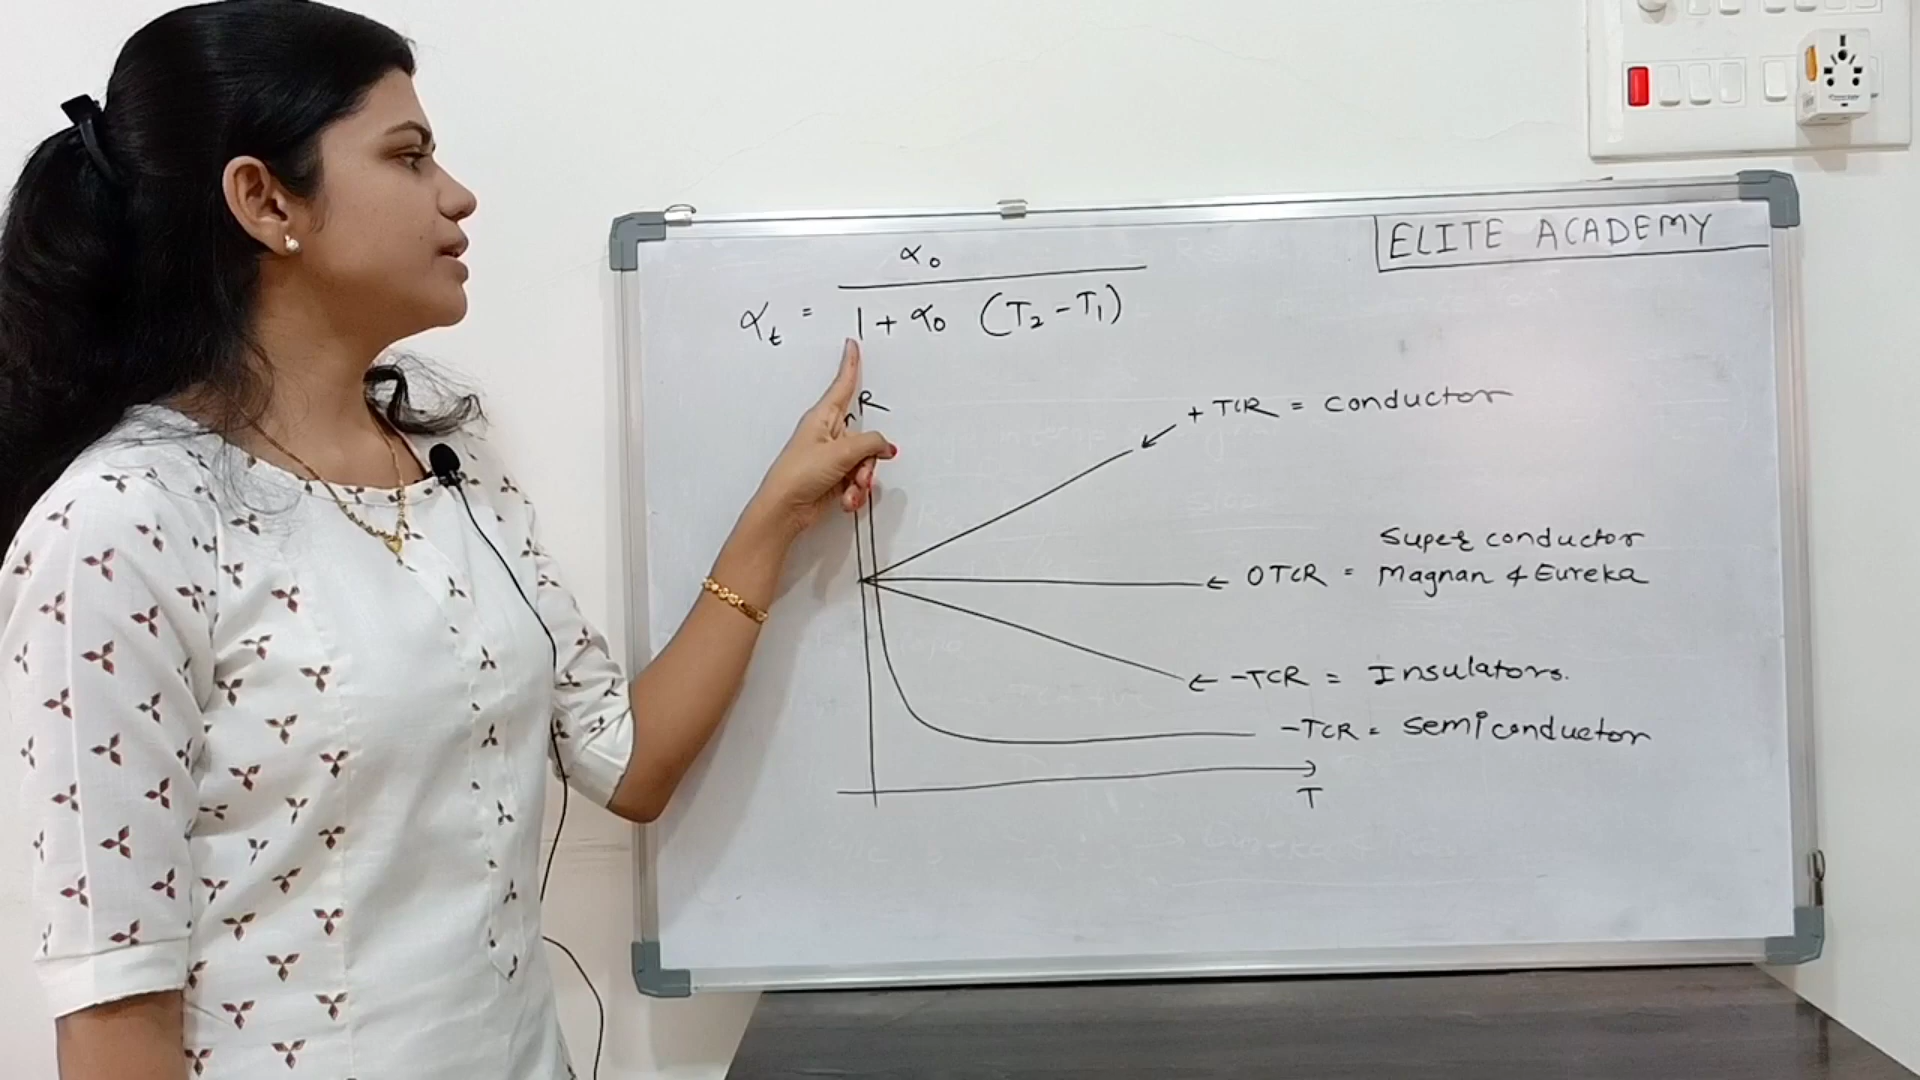 ELITE ACADEMY
α₀
αₜ = 1 + α₀ (T₂ - T₁)
R
+ TCR = conductor
Super conductor
0 TCR = Magnan & Eureka
-TCR = Insulators.
-TCR = semiconductor
T